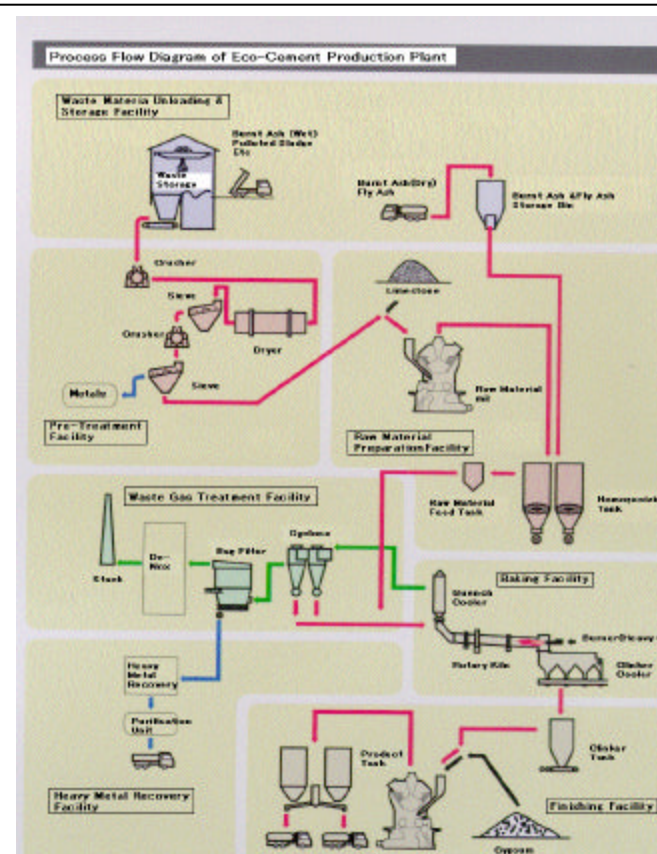 Process Flow Diagram of Eco-Cement Production Plant
Waste Materia Unloading &
Storage Facility
Burnt Ash (Wet)
Polluted Sludge
Etc
Waste
Storage
Burnt Ash(Dry)
Fly Ash
Burnt Ash &Fly Ash
Storage Bin
Crusher
Sieve
Crusher
Dryer
Sieve
Metals
Pre-Treatment
Facility
Limestone
Raw Material
mil
Raw Material
Preparation Facility
Raw Material
Feed Tank
Tank
Waste Gas Treatment Facility
Cyclone
Bag Filter
De-
Nox
Stack
Baking Facility
Quench
Cooler
Rotary Kiln
Clinker
Cooler
Heavy
Metal
Recovery
Purification
Unit
Heavy Metal Recovery
Facility
Product
Tank
Clinker
Tank
Finishing Facility
Gypsum